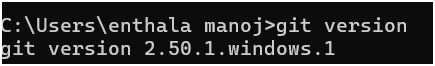 C:\Users\enthala manoj>git version
git version 2.50.1.windows.1